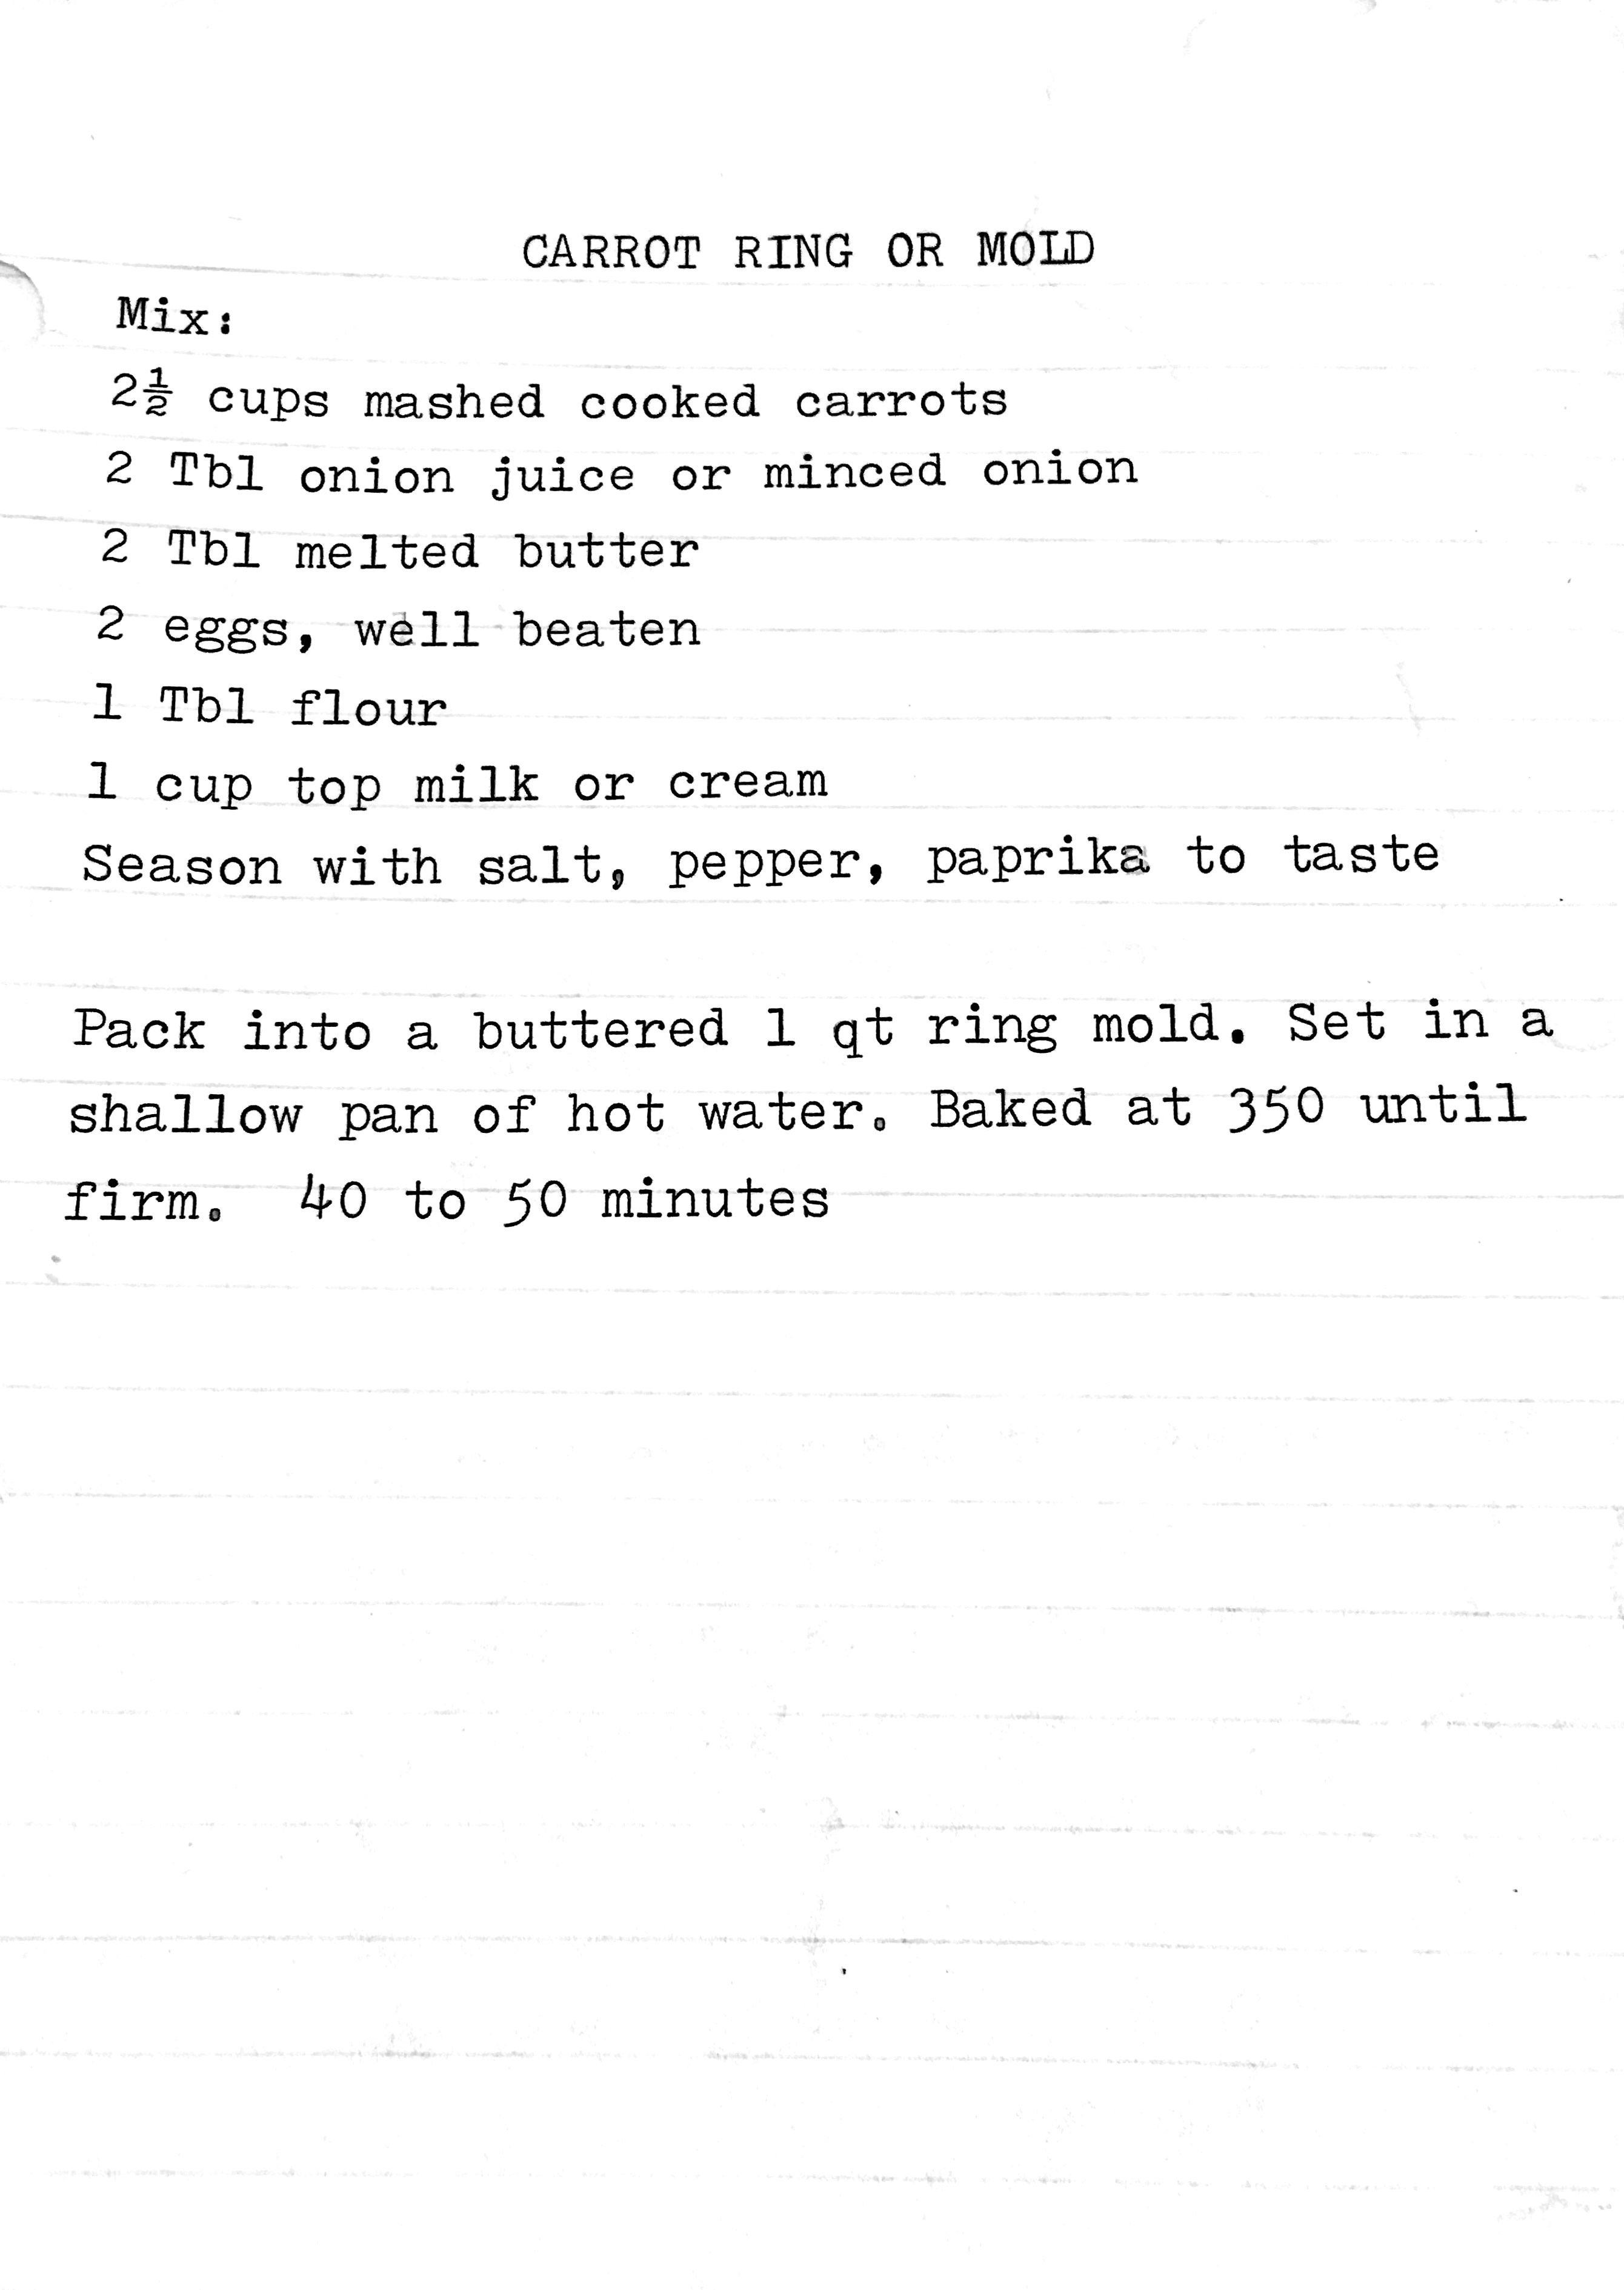 CARROT RING OR MOLD
Mix:
2½ cups mashed cooked carrots
2 Tbl onion juice or minced onion
2 Tbl melted butter
2 eggs, well beaten
1 Tbl flour
1 cup top milk or cream
Season with salt, pepper, paprika to taste
Pack into a buttered 1 qt ring mold. Set in a
shallow pan of hot water. Baked at 350 until
firm. 40 to 50 minutes